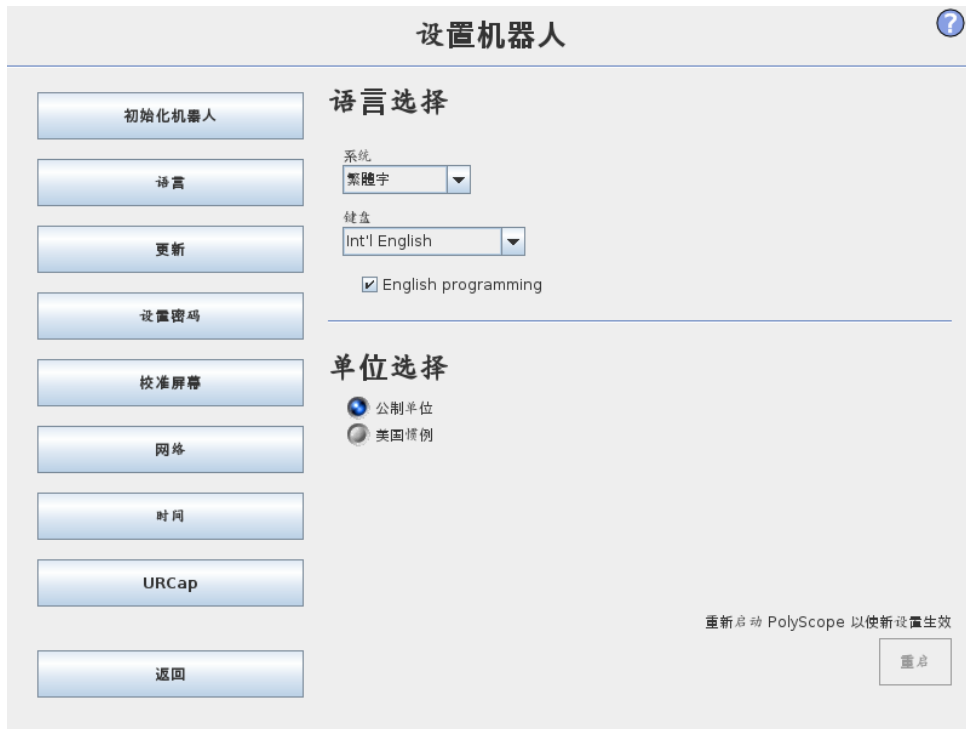 设置机器人
?
初始化机器人
语言
更新
设置密码
校准屏幕
网络
时间
URCap
返回
语言选择
系统
繁體字
键盘
Int'l English
English programming
单位选择
公制单位
美国惯例
重新启动 PolyScope 以使新设置生效
重启